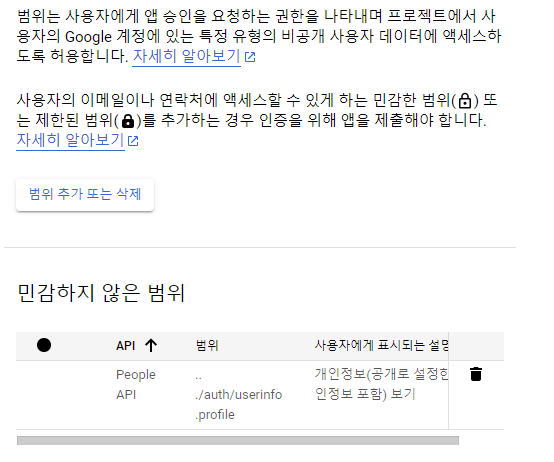 범위는 사용자에게 앱 승인을 요청하는 권한을 나타내며 프로젝트에서 사
용자의 Google 계정에 있는 특정 유형의 비공개 사용자 데이터에 액세스하
도록 허용합니다. 자세히 알아보기
사용자의 이메일이나 연락처에 액세스할 수 있게 하는 민감한 범위( ) 또
는 제한된 범위( )를 추가하는 경우 인증을 위해 앱을 제출해야 합니다.
자세히 알아보기
범위 추가 또는 삭제
민감하지 않은 범위
API 범위 사용자에게 표시되는 설명
People .. 개인정보(공개로 설정한
API ./auth/userinfo 인정보 포함) 보기
.profile